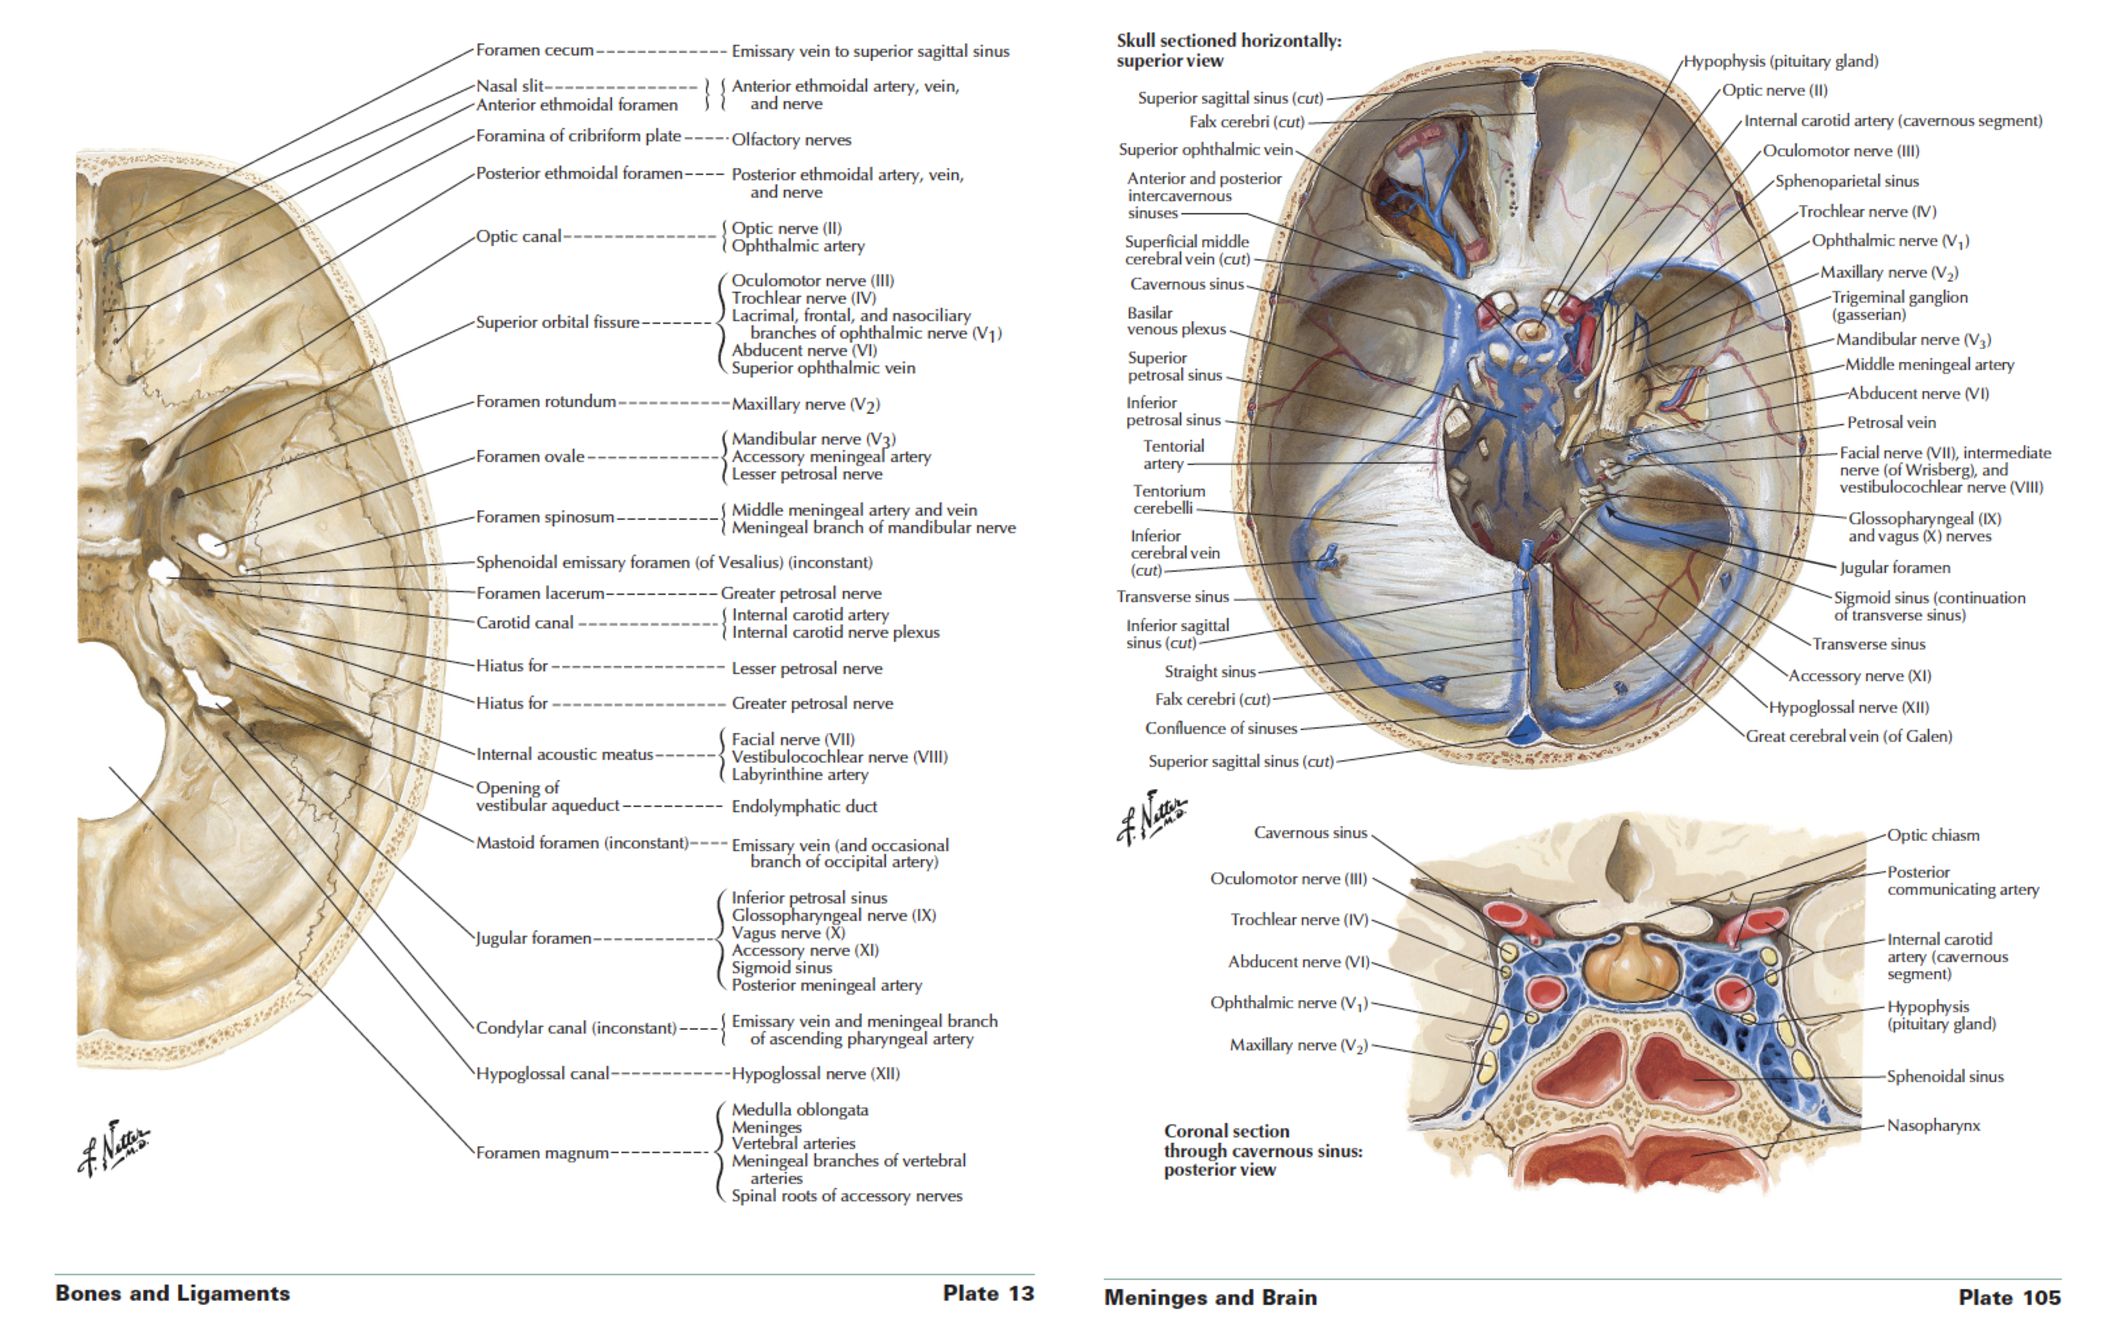 Foramen cecum
Emissary vein to superior sagittal sinus
Nasal slit
Anterior ethmoidal foramen
Anterior ethmoidal artery, vein,
and nerve
Foramina of cribriform plate
Olfactory nerves
Posterior ethmoidal foramen
Posterior ethmoidal artery, vein,
and nerve
Optic canal
Optic nerve (II)
Ophthalmic artery
Superior orbital fissure
Oculomotor nerve (III)
Trochlear nerve (IV)
Lacrimal, frontal, and nasociliary
branches of ophthalmic nerve (V1)
Abducent nerve (VI)
Superior ophthalmic vein
Foramen rotundum
Maxillary nerve (V2)
Foramen ovale
Mandibular nerve (V3)
Accessory meningeal artery
Lesser petrosal nerve
Foramen spinosum
Middle meningeal artery and vein
Meningeal branch of mandibular nerve
Sphenoidal emissary foramen (of Vesalius) (inconstant)
Foramen lacerum
Greater petrosal nerve
Carotid canal
Internal carotid artery
Internal carotid nerve plexus
Hiatus for
Lesser petrosal nerve
Hiatus for
Greater petrosal nerve
Internal acoustic meatus
Facial nerve (VII)
Vestibulocochlear nerve (VIII)
Labyrinthine artery
Opening of
vestibular aqueduct
Endolymphatic duct
Mastoid foramen (inconstant)
Emissary vein (and occasional
branch of occipital artery)
Jugular foramen
Inferior petrosal sinus
Glossopharyngeal nerve (IX)
Vagus nerve (X)
Accessory nerve (XI)
Sigmoid sinus
Posterior meningeal artery
Condylar canal (inconstant)
Emissary vein and meningeal branch
of ascending pharyngeal artery
Hypoglossal canal
Hypoglossal nerve (XII)
Foramen magnum
Medulla oblongata
Meninges
Vertebral arteries
Meningeal branches of vertebral
arteries
Spinal roots of accessory nerves
F. Netter
M.D.
Bones and Ligaments
Plate 13
Skull sectioned horizontally:
superior view
Superior sagittal sinus (cut)
Falx cerebri (cut)
Superior ophthalmic vein
Anterior and posterior
intercavernous
sinuses
Superficial middle
cerebral vein (cut)
Cavernous sinus
Basilar
venous plexus
Superior
petrosal sinus
Inferior
petrosal sinus
Tentorial
artery
Tentorium
cerebelli
Inferior
cerebral vein
(cut)
Transverse sinus
Inferior sagittal
sinus (cut)
Straight sinus
Falx cerebri (cut)
Confluence of sinuses
Superior sagittal sinus (cut)
Hypophysis (pituitary gland)
Optic nerve (II)
Internal carotid artery (cavernous segment)
Oculomotor nerve (III)
Sphenoparietal sinus
Trochlear nerve (IV)
Ophthalmic nerve (V1)
Maxillary nerve (V2)
Trigeminal ganglion
(gasserian)
Mandibular nerve (V3)
Middle meningeal artery
Abducent nerve (VI)
Petrosal vein
Facial nerve (VII), intermediate
nerve (of Wrisberg), and
vestibulocochlear nerve (VIII)
Glossopharyngeal (IX)
and vagus (X) nerves
Jugular foramen
Sigmoid sinus (continuation
of transverse sinus)
Transverse sinus
Accessory nerve (XI)
Hypoglossal nerve (XII)
Great cerebral vein (of Galen)
F. Netter
M.D.
Cavernous sinus
Oculomotor nerve (III)
Trochlear nerve (IV)
Abducent nerve (VI)
Ophthalmic nerve (V1)
Maxillary nerve (V2)
Coronal section
through cavernous sinus:
posterior view
Optic chiasm
Posterior
communicating artery
Internal carotid
artery (cavernous
segment)
Hypophysis
(pituitary gland)
Sphenoidal sinus
Nasopharynx
Meninges and Brain
Plate 105